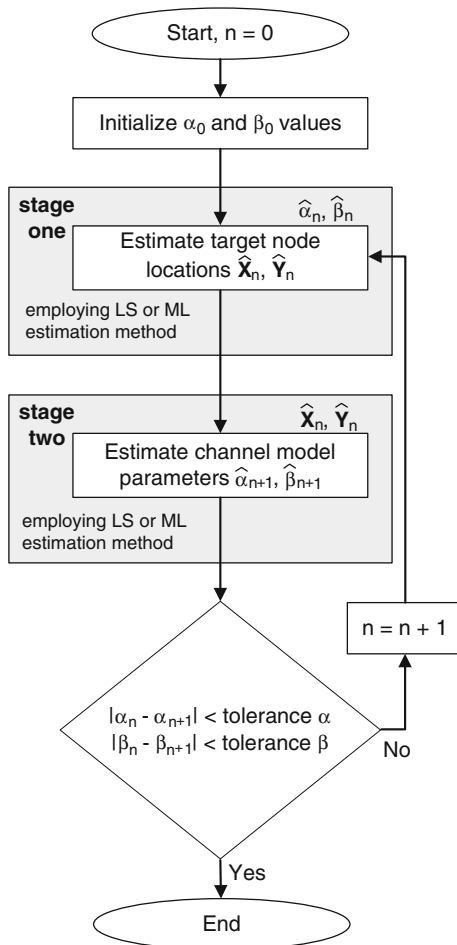 Start, n = 0
Initialize α₀ and β₀ values
stage
one
α̂ₙ, β̂ₙ
Estimate target node
locations X̂ₙ, Ŷₙ
employing LS or ML
estimation method
stage
two
X̂ₙ, Ŷₙ
Estimate channel model
parameters α̂ₙ₊₁, β̂ₙ₊₁
employing LS or ML
estimation method
n = n + 1
|αₙ - αₙ₊₁| < tolerance α
|βₙ - βₙ₊₁| < tolerance β
No
Yes
End